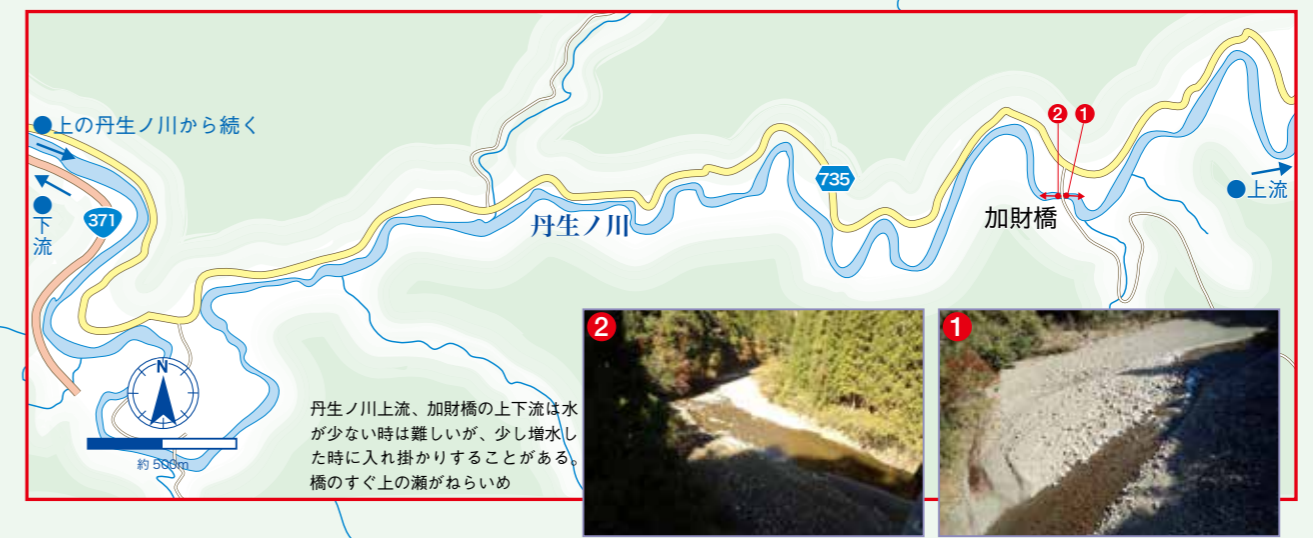 ●上の丹生ノ川から続く
●下流
371
丹生ノ川
735
2
1
加財橋
●上流
N
約500m
丹生ノ川上流、加財橋の上下流は水
が少ない時は難しいが、少し増水し
た時に入れ掛かりすることがある。
橋のすぐ上の瀬がねらいめ
2
1